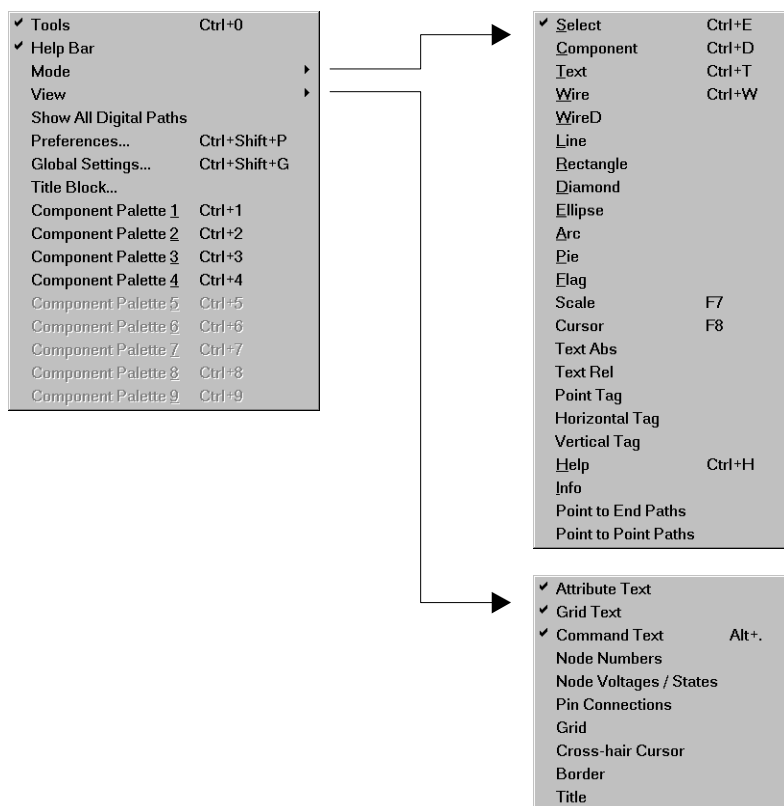 Tools Ctrl+0
Help Bar
Mode
View
Show All Digital Paths
Preferences... Ctrl+Shift+P
Global Settings... Ctrl+Shift+G
Title Block...
Component Palette 1 Ctrl+1
Component Palette 2 Ctrl+2
Component Palette 3 Ctrl+3
Component Palette 4 Ctrl+4
Component Palette 5 Ctrl+5
Component Palette 6 Ctrl+6
Component Palette 7 Ctrl+7
Component Palette 8 Ctrl+8
Component Palette 9 Ctrl+9
Select Ctrl+E
Component Ctrl+D
Text Ctrl+T
Wire Ctrl+W
WireD
Line
Rectangle
Diamond
Ellipse
Arc
Pie
Flag
Scale F7
Cursor F8
Text Abs
Text Rel
Point Tag
Horizontal Tag
Vertical Tag
Help Ctrl+H
Info
Point to End Paths
Point to Point Paths
Attribute Text
Grid Text
Command Text Alt+.
Node Numbers
Node Voltages / States
Pin Connections
Grid
Cross-hair Cursor
Border
Title